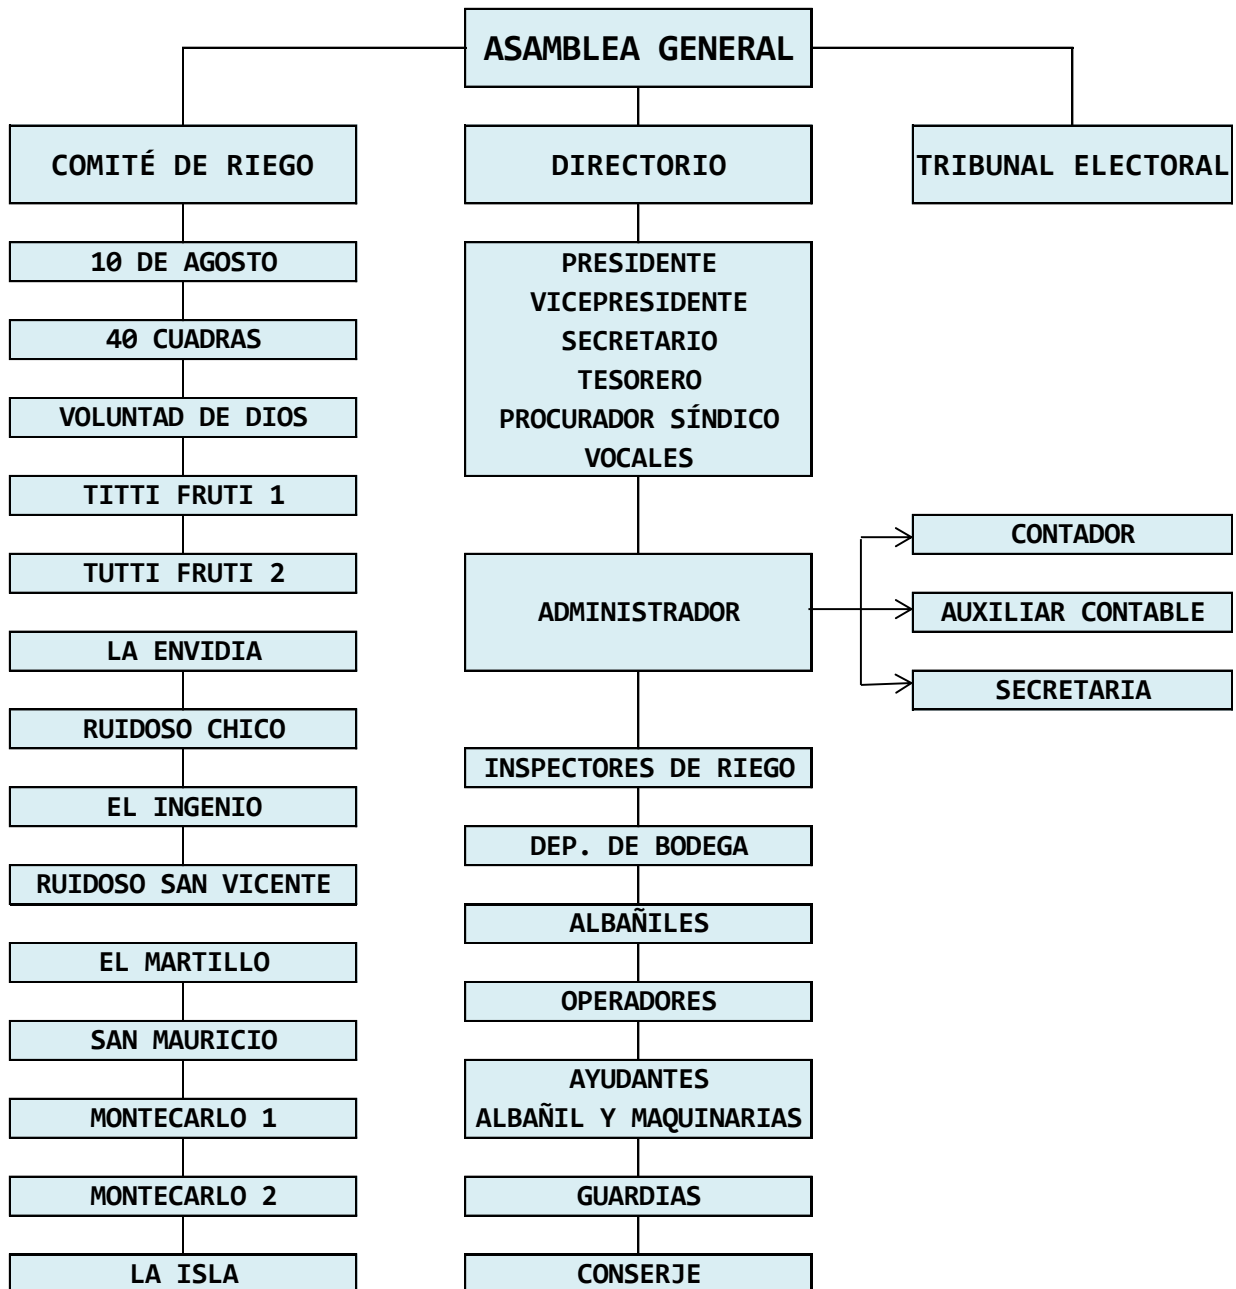 ASAMBLEA GENERAL
COMITÉ DE RIEGO
DIRECTORIO
TRIBUNAL ELECTORAL
10 DE AGOSTO
40 CUADRAS
VOLUNTAD DE DIOS
TITTI FRUTI 1
TUTTI FRUTI 2
LA ENVIDIA
RUIDOSO CHICO
EL INGENIO
RUIDOSO SAN VICENTE
EL MARTILLO
SAN MAURICIO
MONTECARLO 1
MONTECARLO 2
LA ISLA
PRESIDENTE
VICEPRESIDENTE
SECRETARIO
TESORERO
PROCURADOR SÍNDICO
VOCALES
ADMINISTRADOR
CONTADOR
AUXILIAR CONTABLE
SECRETARIA
INSPECTORES DE RIEGO
DEP. DE BODEGA
ALBAÑILES
OPERADORES
AYUDANTES
ALBAÑIL Y MAQUINARIAS
GUARDIAS
CONSERJE